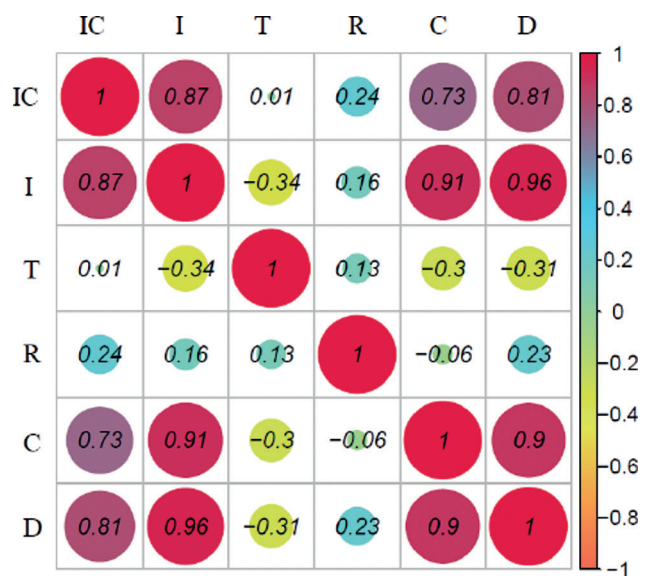 IC I T R C D
IC 1 0.87 0.01 0.24 0.73 0.81
I 0.87 1 −0.34 0.16 0.91 0.96
T 0.01 −0.34 1 0.13 −0.3 −0.31
R 0.24 0.16 0.13 1 −0.06 0.23
C 0.73 0.91 −0.3 −0.06 1 0.9
D 0.81 0.96 −0.31 0.23 0.9 1
1
0.8
0.6
0.4
0.2
0
−0.2
−0.4
−0.6
−0.8
−1